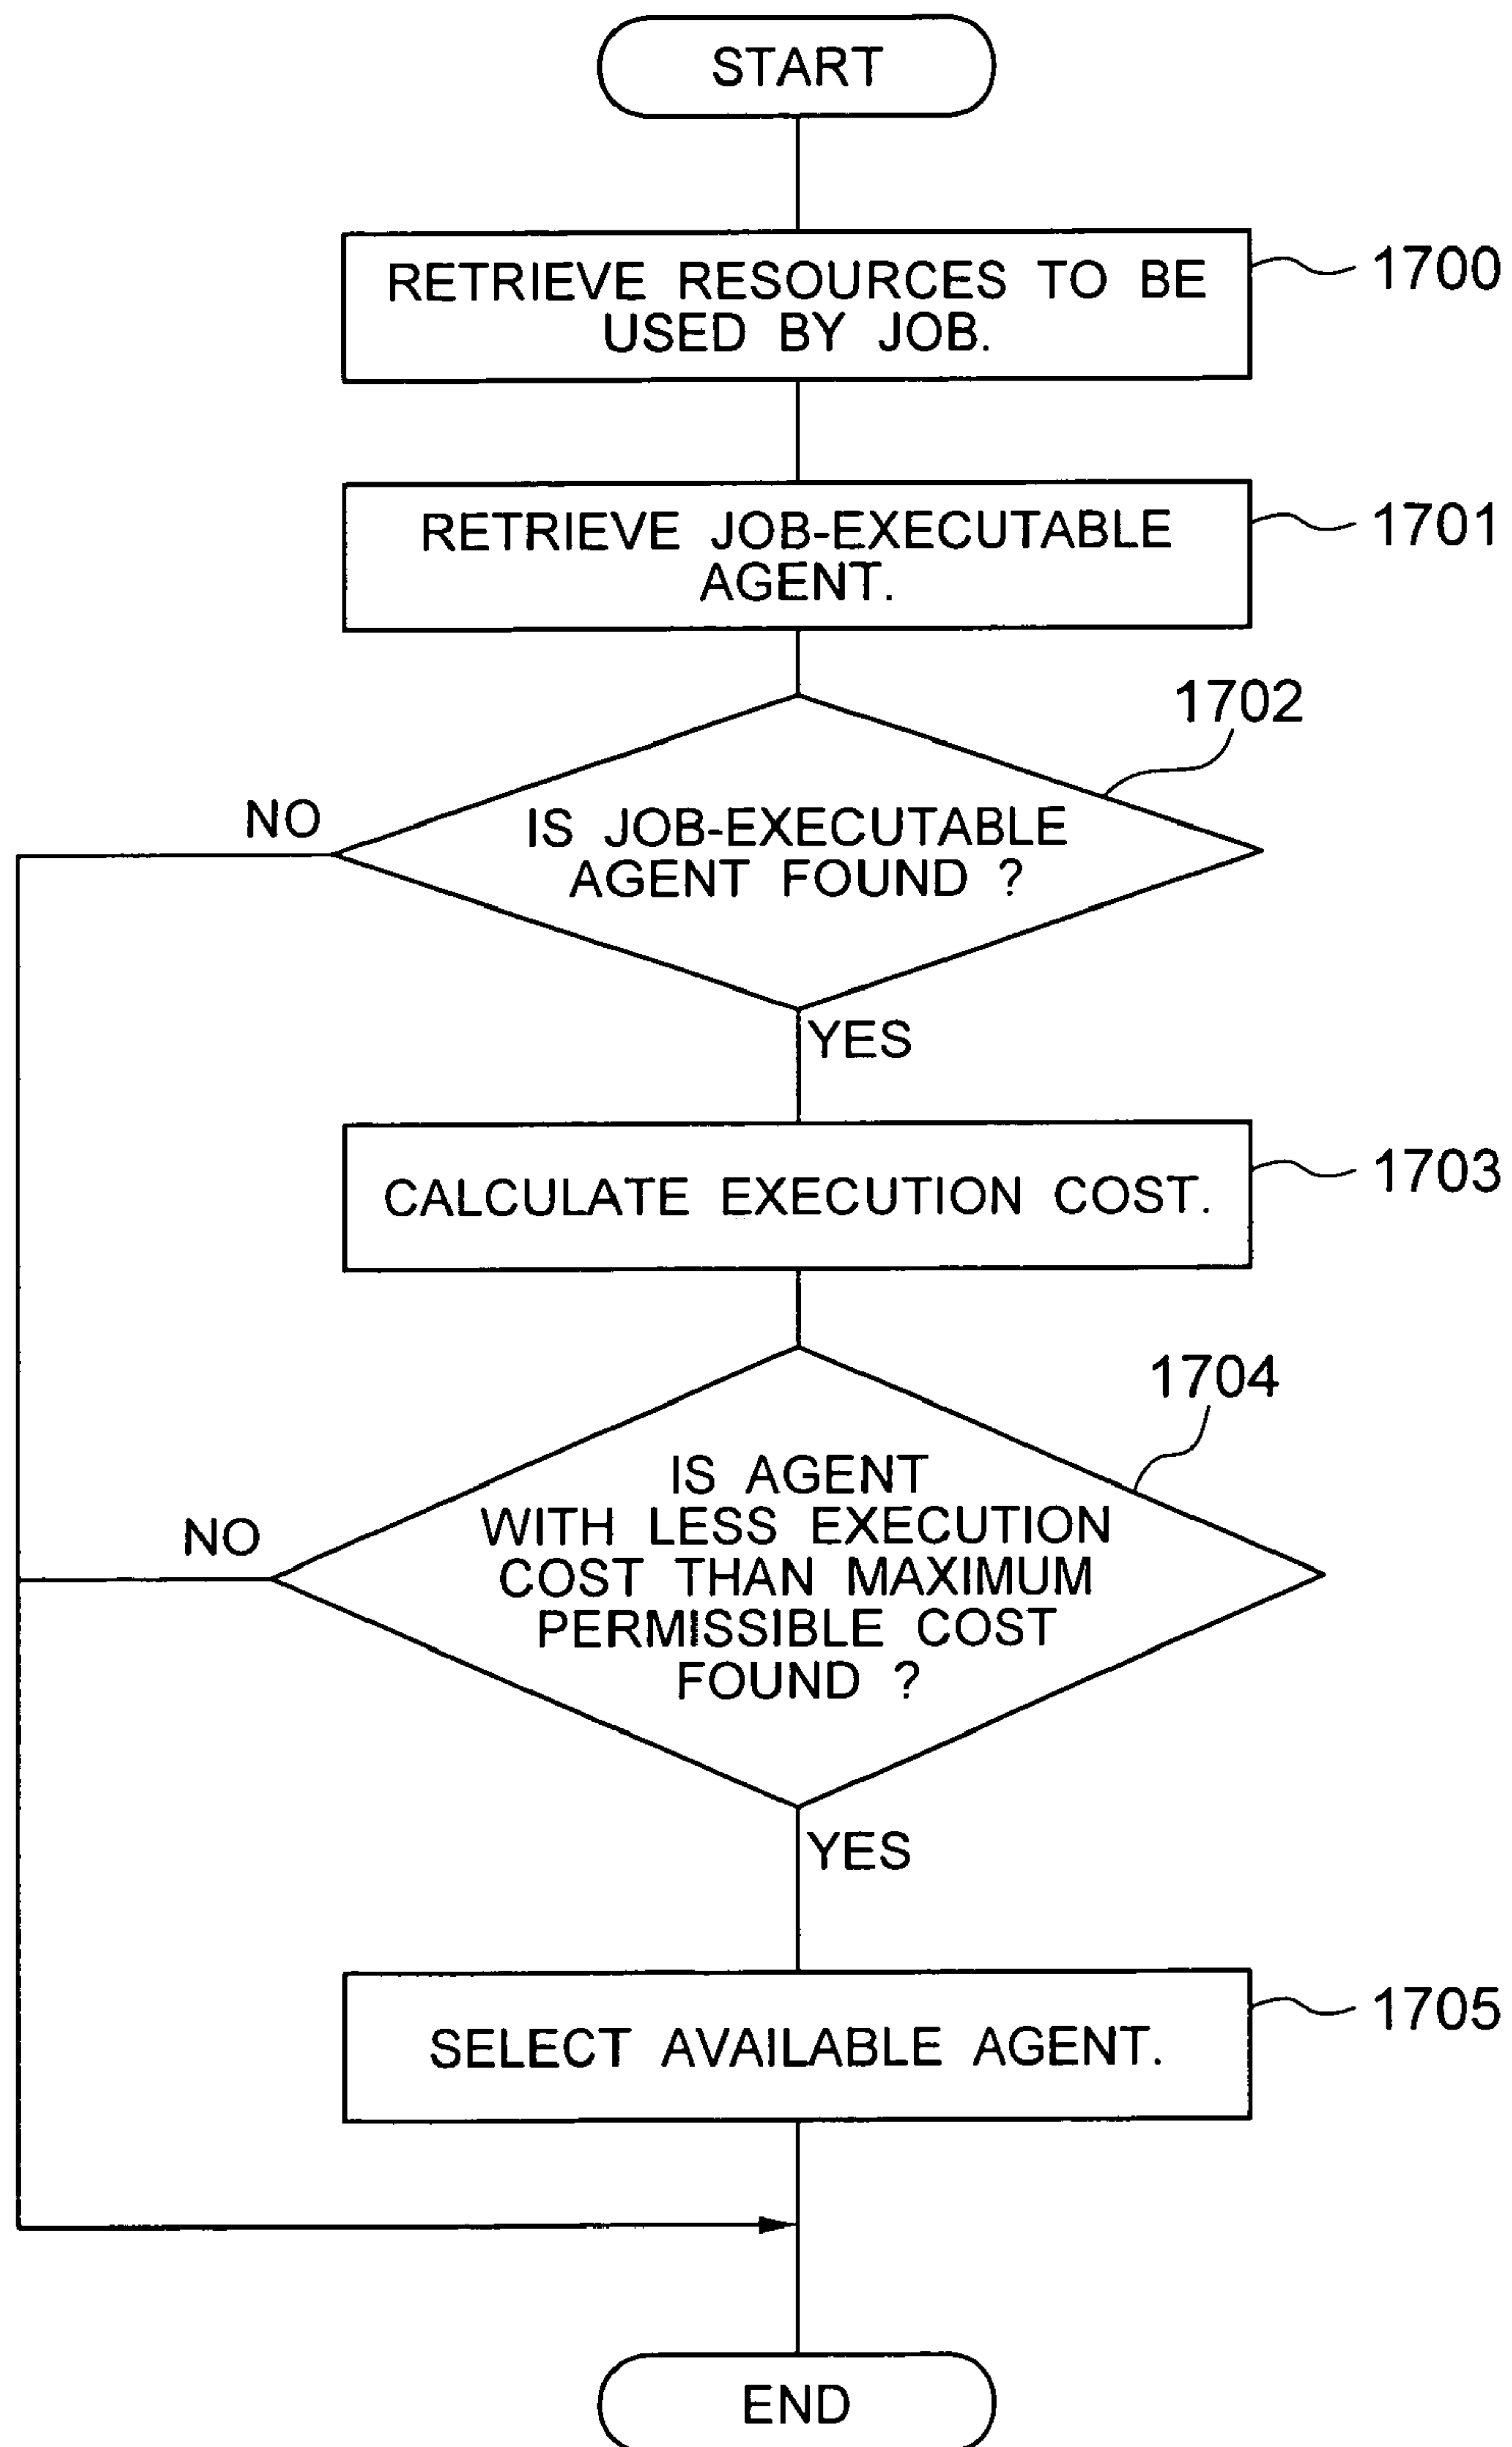 START
RETRIEVE RESOURCES TO BE
USED BY JOB.
1700
RETRIEVE JOB-EXECUTABLE
AGENT.
1701
1702
NO
IS JOB-EXECUTABLE
AGENT FOUND ?
YES
CALCULATE EXECUTION COST.
1703
1704
NO
IS AGENT
WITH LESS EXECUTION
COST THAN MAXIMUM
PERMISSIBLE COST
FOUND ?
YES
SELECT AVAILABLE AGENT.
1705
END